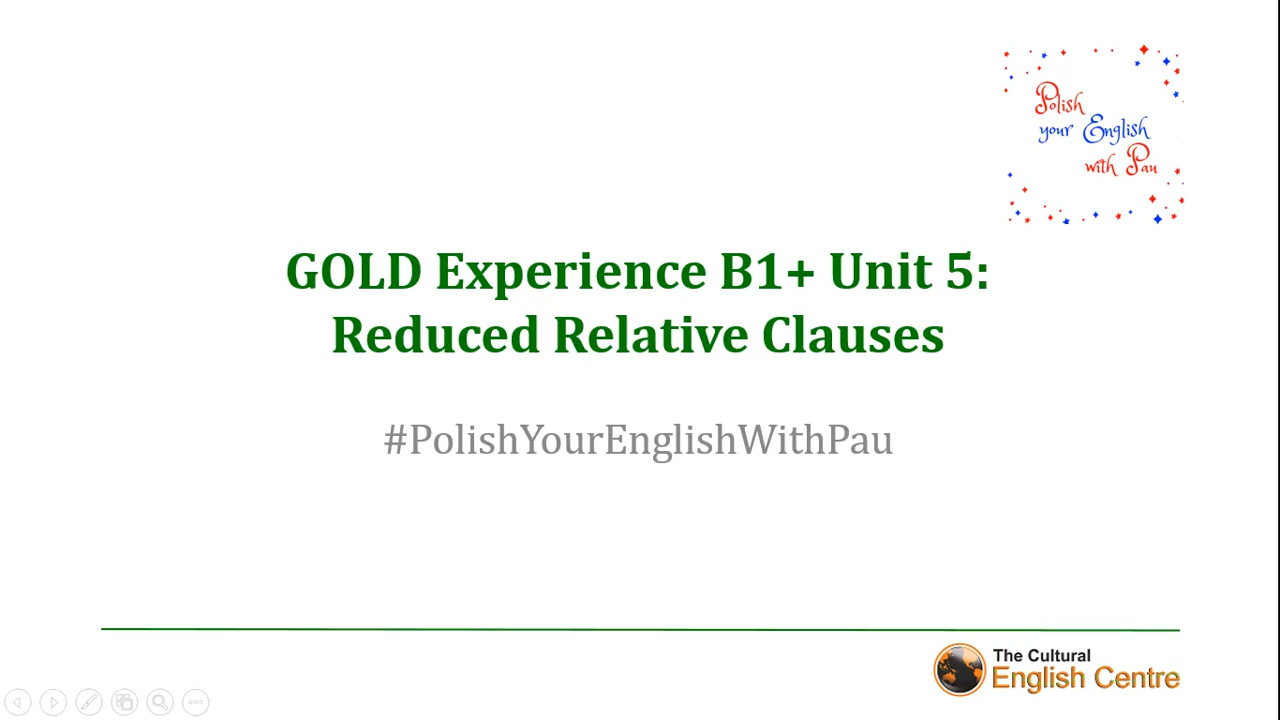 Polish
your English
with Pau
GOLD Experience B1+ Unit 5:
Reduced Relative Clauses
#PolishYourEnglishWithPau
The Cultural
English Centre